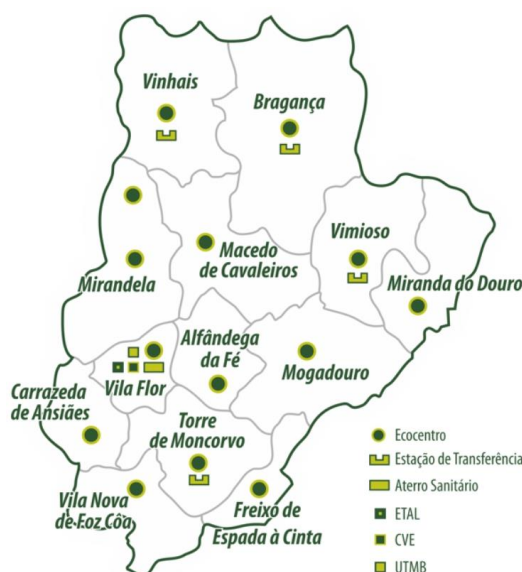 Vinhais
Bragança
Vimioso
Macedo
de Cavaleiros
Mirandela
Miranda do Douro
Alfândega
da Fé
Mogadouro
Vila Flor
Carrazeda
de Ansiães
Torre
de Moncorvo
Vila Nova
de Foz Côa
Freixo de
Espada à Cinta
Ecocentro
Estação de Transferência
Aterro Sanitário
ETAL
CVE
UTMB